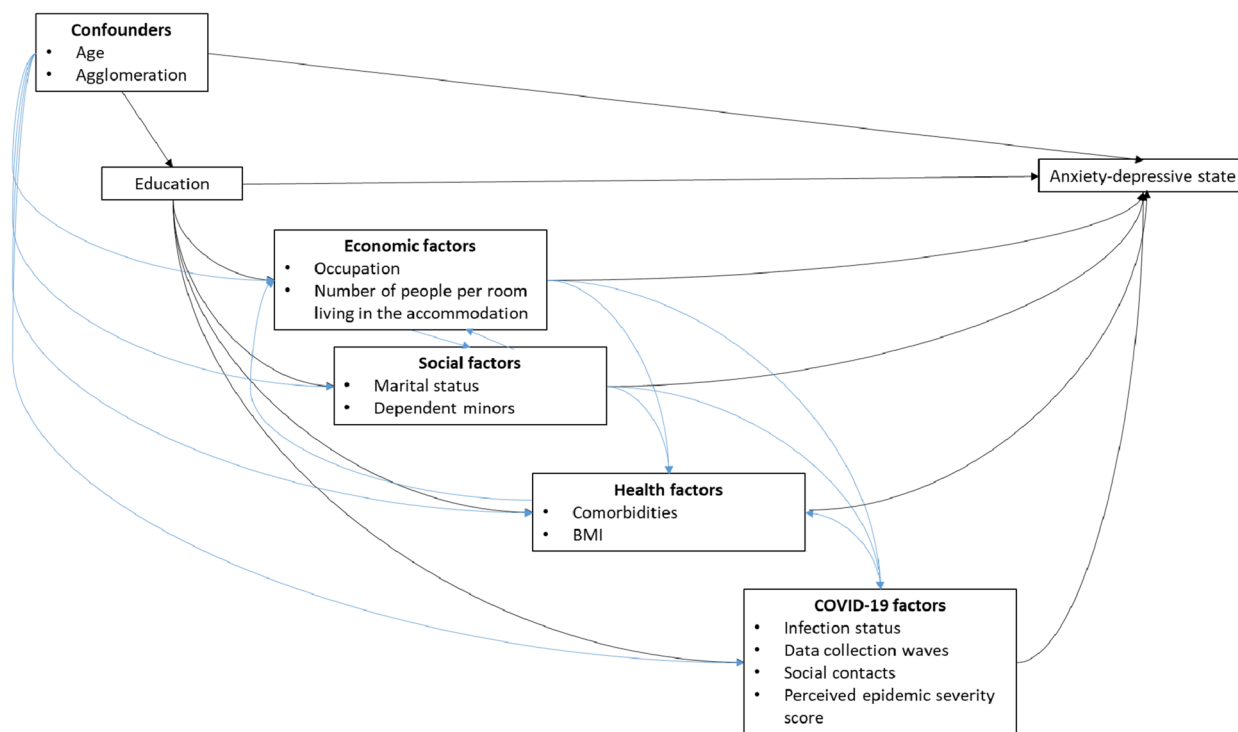 Confounders
• Age
• Agglomeration
Education
Anxiety-depressive state
Economic factors
• Occupation
• Number of people per room
living in the accommodation
Social factors
• Marital status
• Dependent minors
Health factors
• Comorbidities
• BMI
COVID-19 factors
• Infection status
• Data collection waves
• Social contacts
• Perceived epidemic severity
score